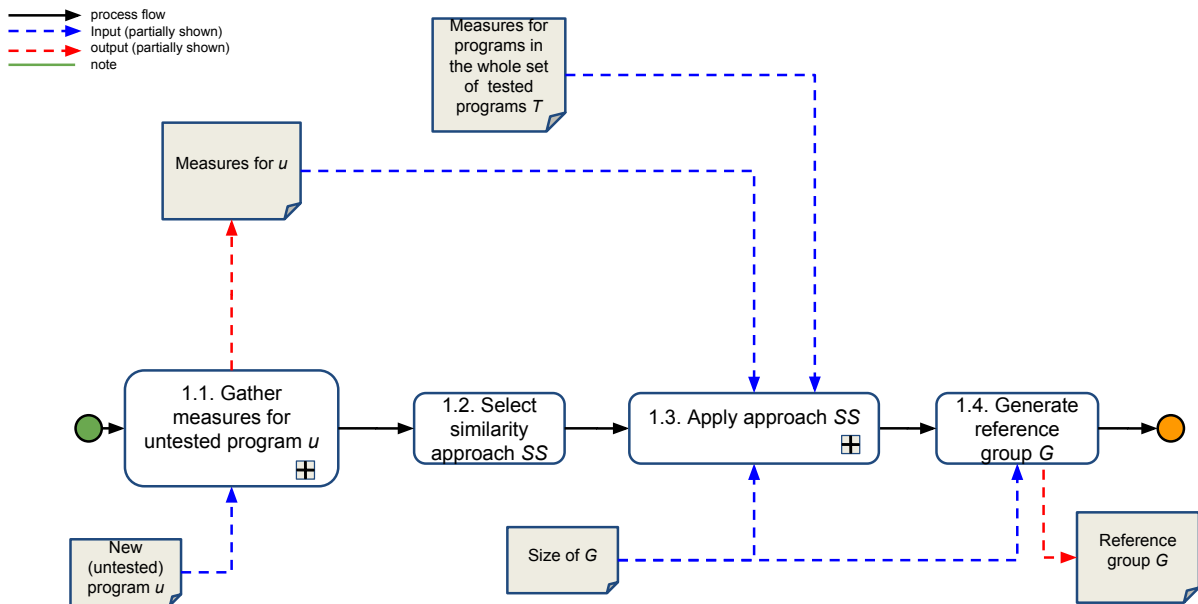 process flow
Input (partially shown)
output (partially shown)
note
Measures for
programs in
the whole set
of tested
programs T
Measures for u
1.1. Gather
measures for
untested program u
1.2. Select
similarity
approach SS
1.3. Apply approach SS
1.4. Generate
reference
group G
New
(untested)
program u
Size of G
Reference
group G